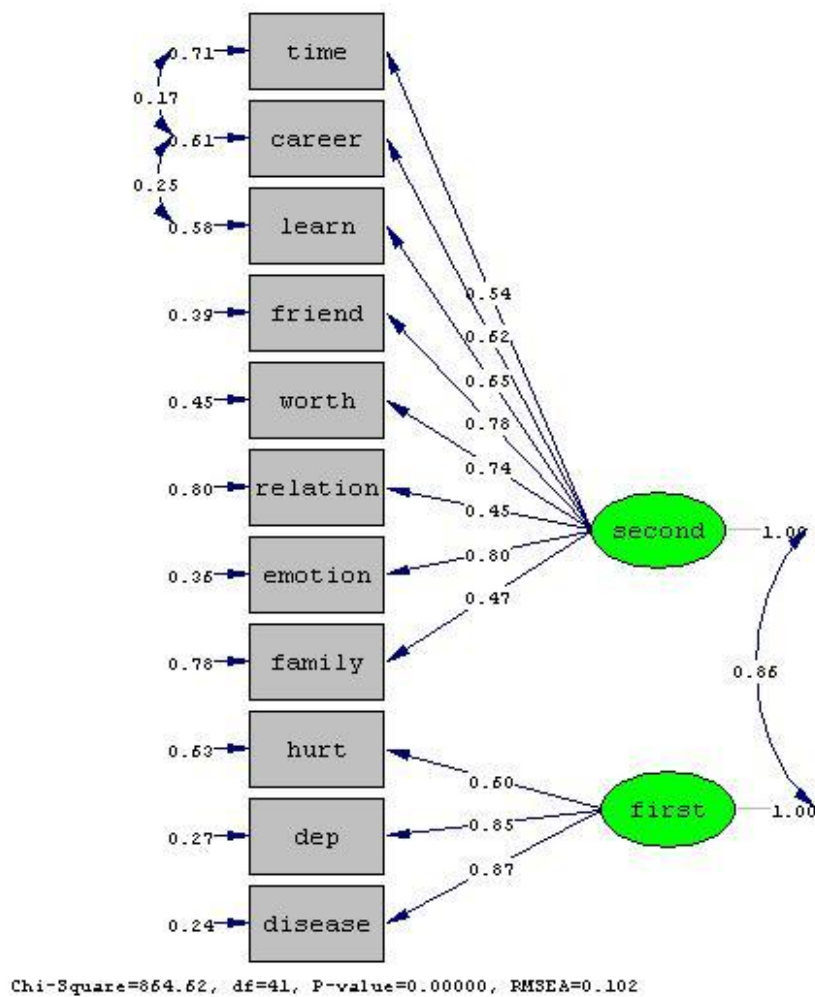 0.71 time
0.17
0.61 career
0.25
0.58 learn
0.54
0.39 friend
0.62
0.65
0.45 worth
0.78
0.74
0.80 relation
0.45
second 1.00
0.36 emotion
0.80
0.47
0.78 family
0.86
0.63 hurt
0.60
first 1.00
0.27 dep
0.85
0.87
0.24 disease
Chi-Square=864.62, df=41, P-value=0.00000, RMSEA=0.102